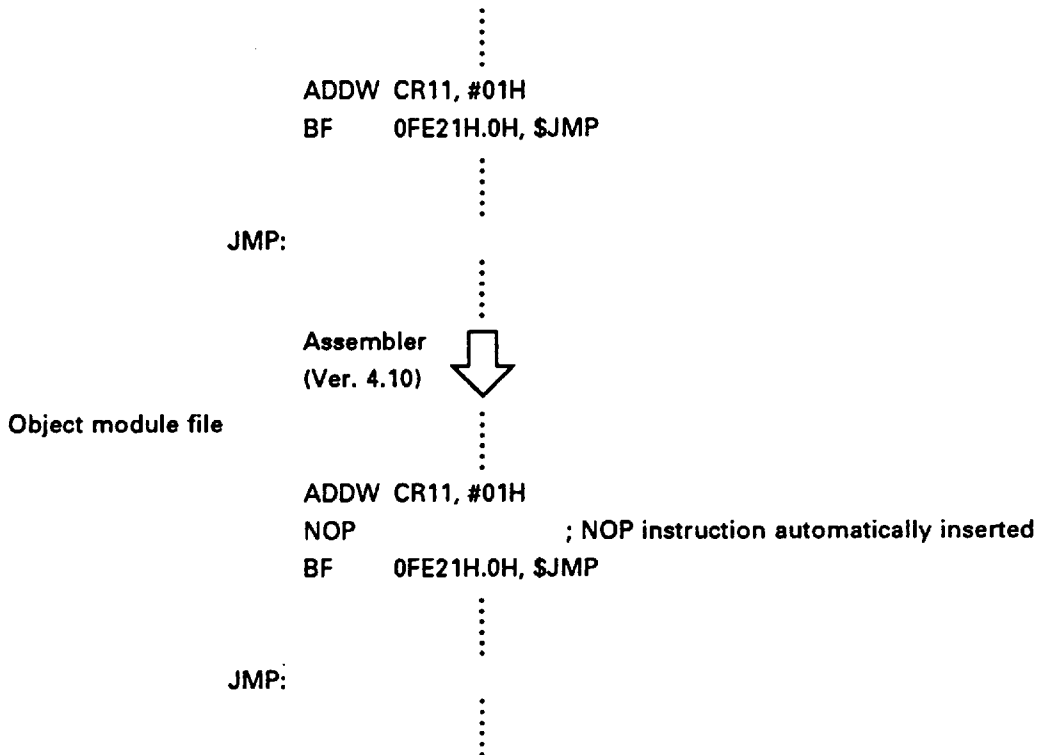 ADDW CR11, #01H
BF 0FE21H.0H, $JMP
JMP:
Assembler
(Ver. 4.10)
Object module file
ADDW CR11, #01H
NOP ; NOP instruction automatically inserted
BF 0FE21H.0H, $JMP
JMP: